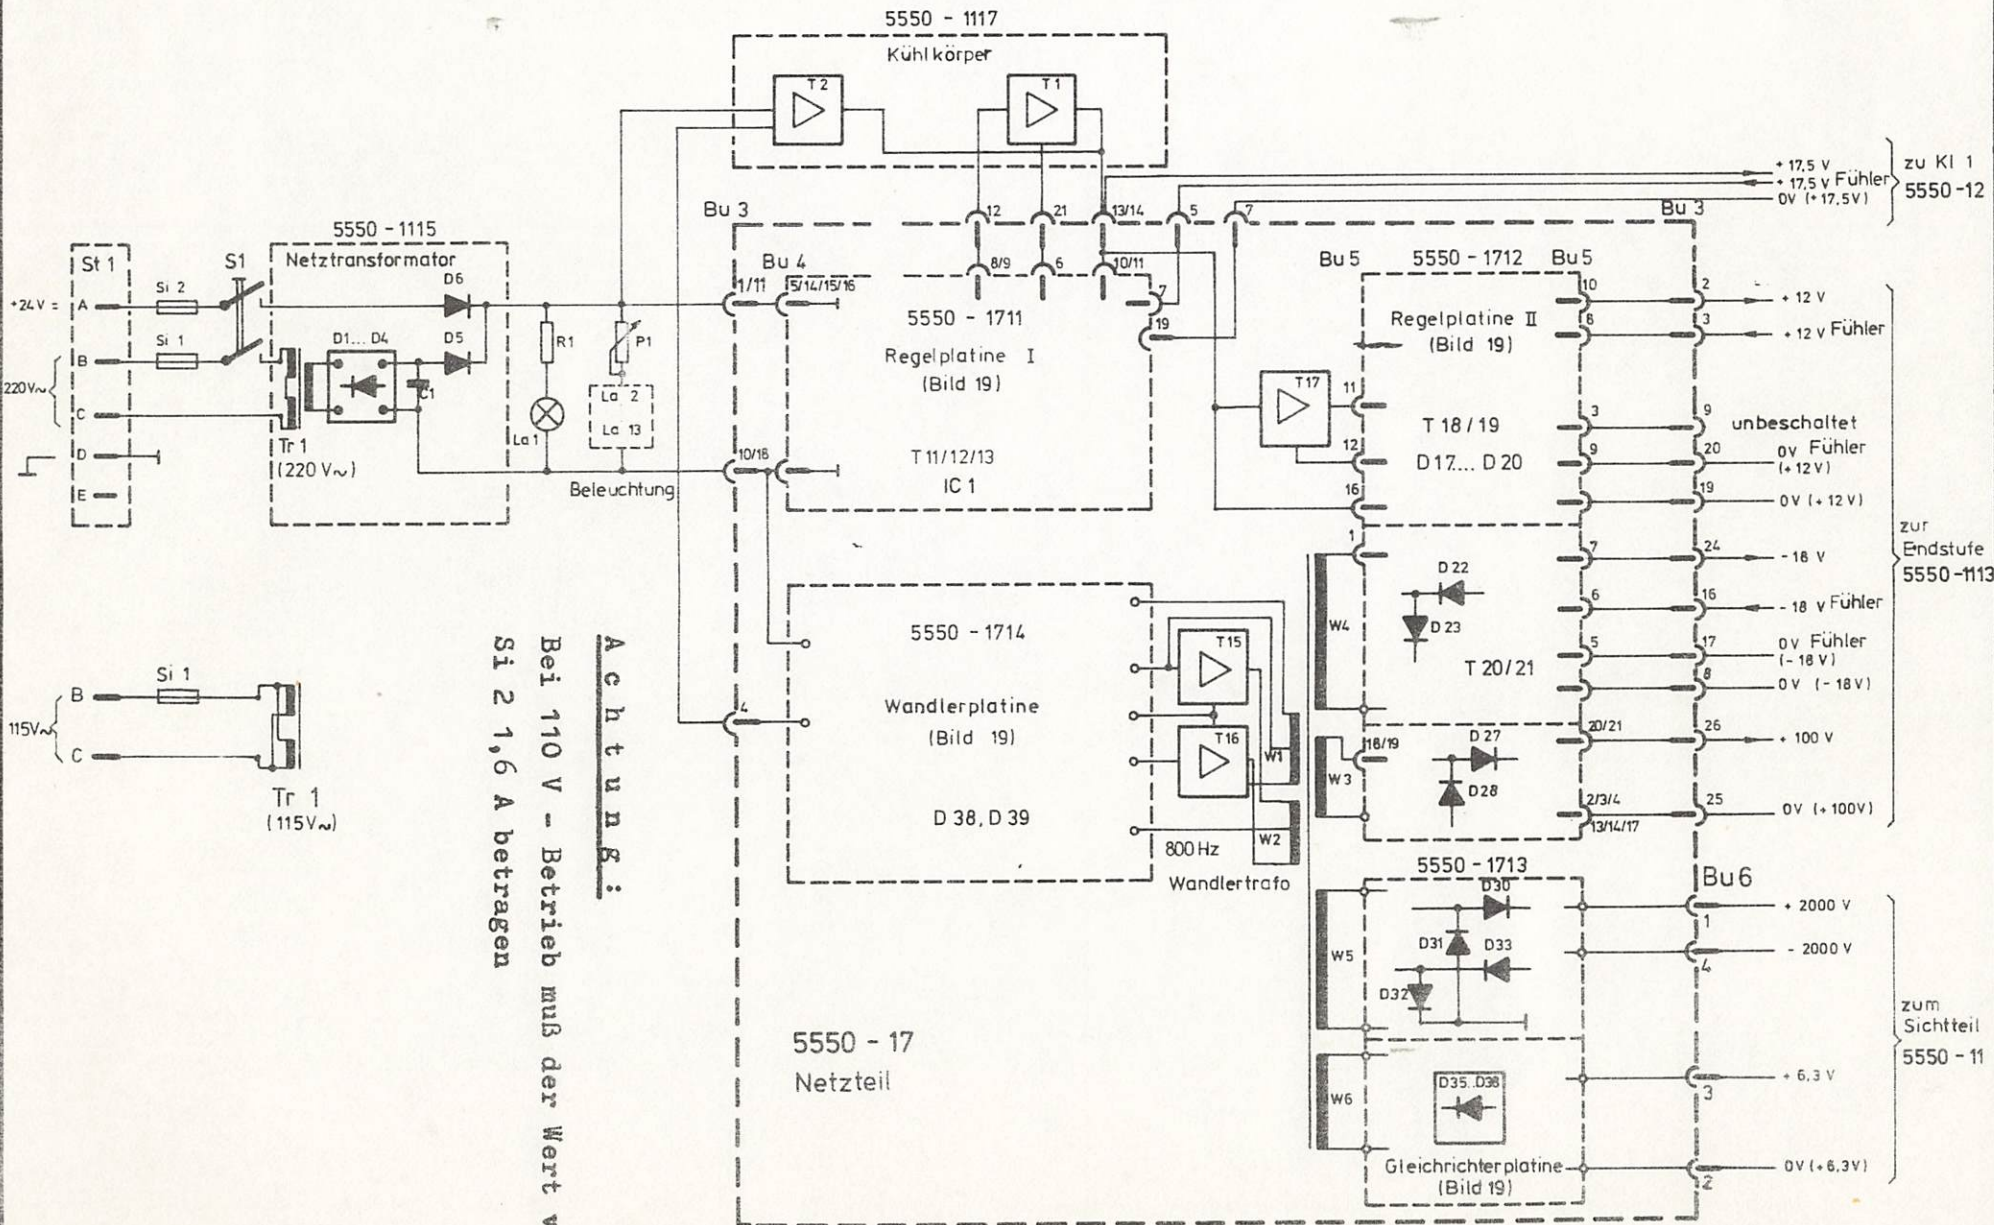 5550 - 1117
Kühlkörper
T2
T1
+ 17,5 V
+ 17,5 V Fühler
0V (+ 17,5V)
zu Kl 1
5550 - 12
Bu 3
12
21
13/14
5
7
Bu 3
5550 - 1115
Netztransformator
St 1
+24V =
A
Si 2
S1
D6
B
Si 1
D1... D4
D5
220V~
C
C1
Tr 1
(220 V~)
D
E
R1
P1
La 1
La 2
La 13
Beleuchtung
1/11
Bu 4
5/14/15/16
8/9
6
10/11
7
19
5550 - 1711
Regelplatine I
(Bild 19)
T 11/12/13
IC 1
10/16
Bu 5
5550 - 1712
Bu 5
Regelplatine II
(Bild 19)
T17
11
12
16
T 18/19
D 17.... D 20
10
2
+ 12 V
8
3
+ 12 V Fühler
3
9
unbeschaltet
9
20
0V Fühler
(+ 12 V)
19
0V (+ 12 V)
zur
Endstufe
5550 -1113
1
W4
D 22
D 23
T 20/21
7
24
- 18 V
6
16
- 18 V Fühler
5
17
0V Fühler
(- 18 V)
8
0V (- 18V)
18/19
W3
D 27
D28
20/21
26
+ 100 V
2/3/4
13/14/17
25
0V (+ 100V)
5550 - 1714
Wandlerplatine
(Bild 19)
D 38, D 39
4
T15
T16
W1
W2
800 Hz
Wandlertrafo
5550 - 1713
Bu6
W5
D30
D31
D33
D32
1
+ 2000 V
4
- 2000 V
zum
Sichtteil
5550 - 11
W6
D35..D38
3
+ 6,3 V
Gleichrichterplatine
(Bild 19)
2
0V (+ 6,3V)
5550 - 17
Netzteil
B
Si 1
115V~
C
Tr 1
(115V~)
Achtung:
Bei 110 V - Betrieb muß der Wert
Si 2 1,6 A betragen